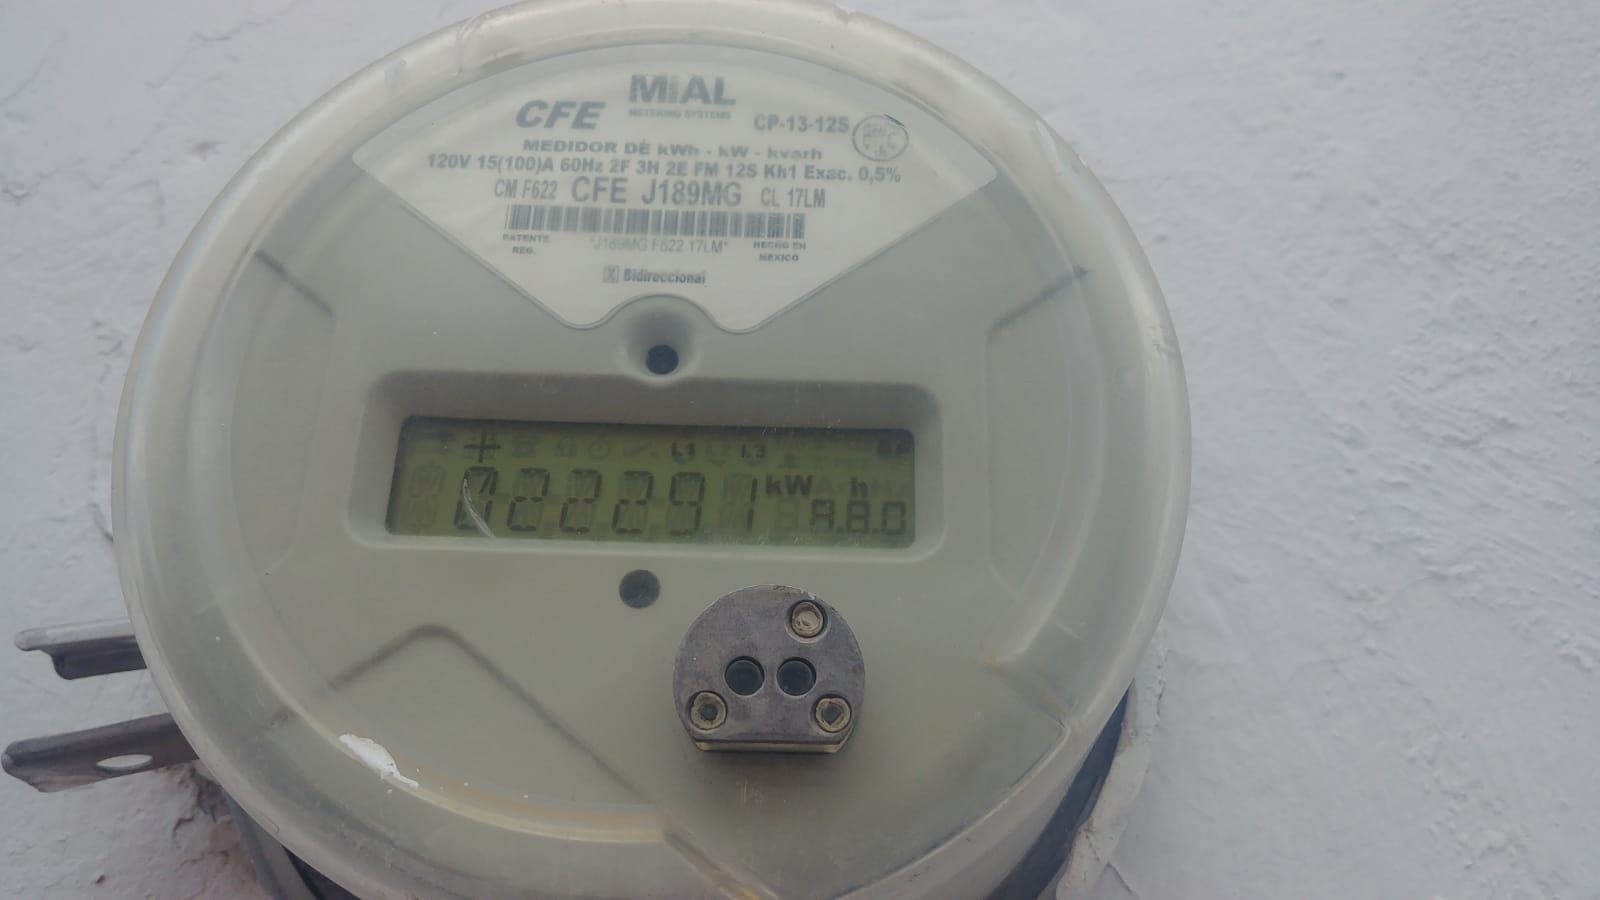 MiAL
METERING SYSTEMS
CFE
CP-13-12S
MEDIDOR DE kWh - kW - kvarh
120V 15(100)A 60Hz 2F 3H 2E FM 12S Kh1 Exac. 0,5%
CM F622 CFE J189MG CL 17LM
PATENTE REG.
*J189MG F622 17LM*
HECHO EN MEXICO
X Bidireccional
+ L1 L3
022291 kWh